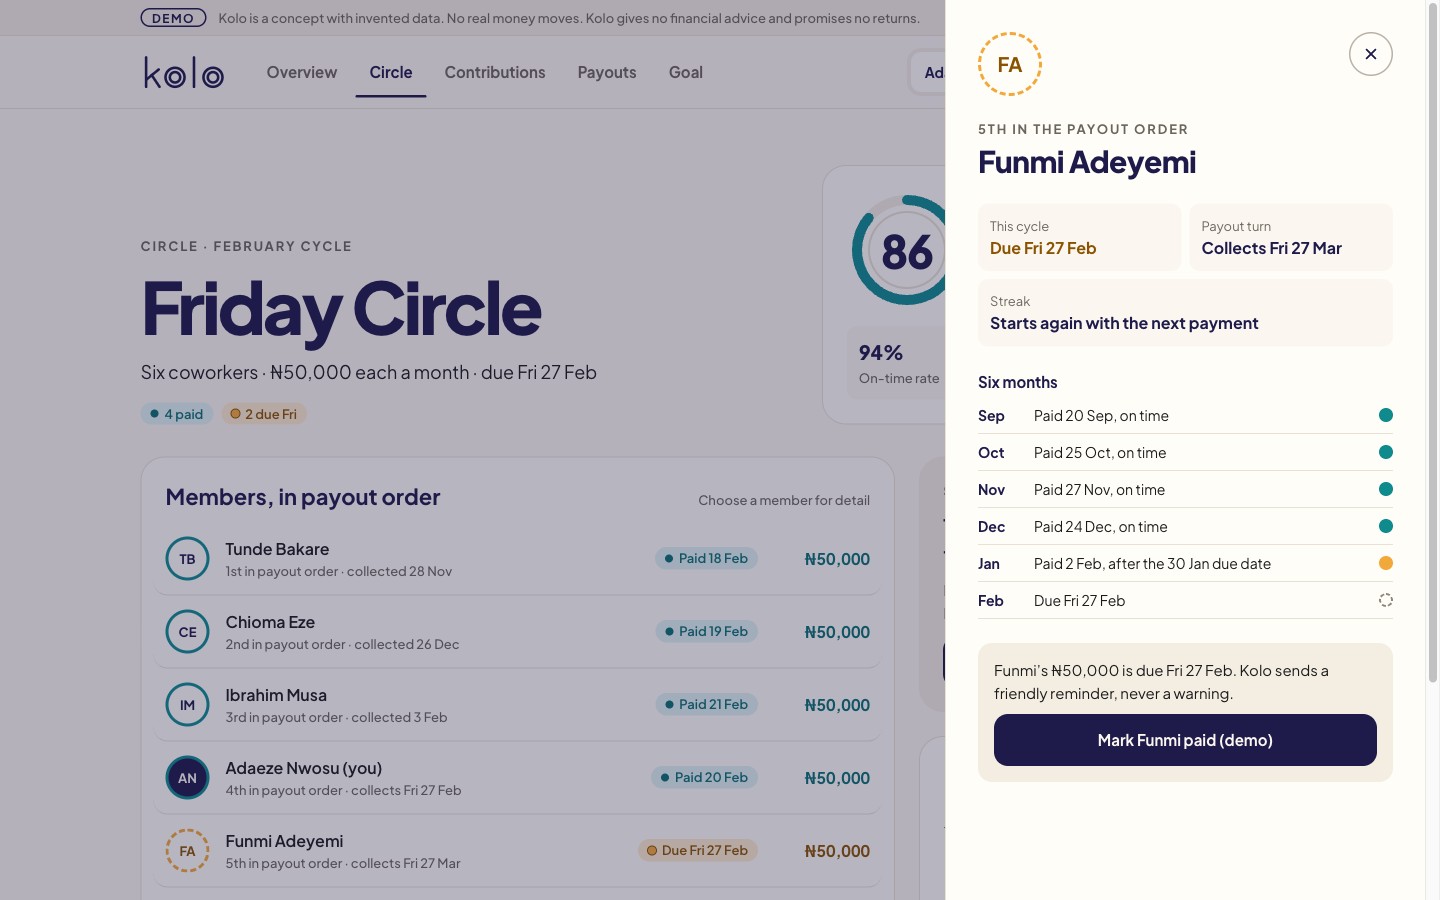 DEMO Kolo is a concept with invented data. No real money moves. Kolo gives no financial advice and promises no returns.
kolo
Overview Circle Contributions Payouts Goal
CIRCLE · FEBRUARY CYCLE
Friday Circle
Six coworkers · ₦50,000 each a month · due Fri 27 Feb
4 paid 2 due Fri
86
94%
On-time rate
Members, in payout order
Choose a member for detail
TB
Tunde Bakare
1st in payout order · collected 28 Nov
Paid 18 Feb
₦50,000
CE
Chioma Eze
2nd in payout order · collected 26 Dec
Paid 19 Feb
₦50,000
IM
Ibrahim Musa
3rd in payout order · collected 3 Feb
Paid 21 Feb
₦50,000
AN
Adaeze Nwosu (you)
4th in payout order · collects Fri 27 Feb
Paid 20 Feb
₦50,000
FA
Funmi Adeyemi
5th in payout order · collects Fri 27 Mar
Due Fri 27 Feb
₦50,000
FA
5TH IN THE PAYOUT ORDER
Funmi Adeyemi
This cycle
Due Fri 27 Feb
Payout turn
Collects Fri 27 Mar
Streak
Starts again with the next payment
Six months
Sep Paid 20 Sep, on time
Oct Paid 25 Oct, on time
Nov Paid 27 Nov, on time
Dec Paid 24 Dec, on time
Jan Paid 2 Feb, after the 30 Jan due date
Feb Due Fri 27 Feb
Funmi’s ₦50,000 is due Fri 27 Feb. Kolo sends a
friendly reminder, never a warning.
Mark Funmi paid (demo)